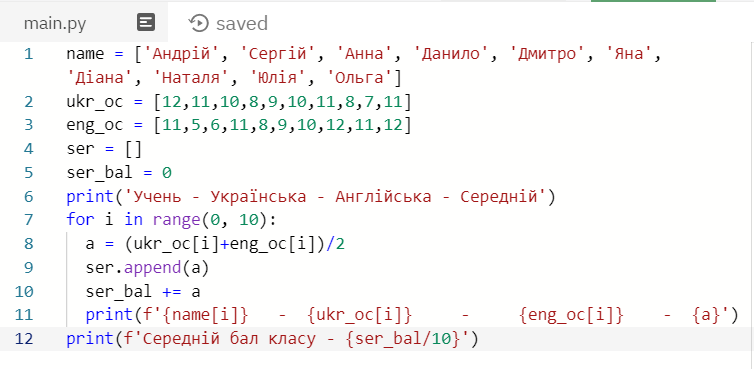 main.py saved
1 name = ['Андрій', 'Сергій', 'Анна', 'Данило', 'Дмитро', 'Яна',
'Діана', 'Наталя', 'Юлія', 'Ольга']
2 ukr_oc = [12,11,10,8,9,10,11,8,7,11]
3 eng_oc = [11,5,6,11,8,9,10,12,11,12]
4 ser = []
5 ser_bal = 0
6 print('Учень - Українська - Англійська - Середній')
7 for i in range(0, 10):
8 a = (ukr_oc[i]+eng_oc[i])/2
9 ser.append(a)
10 ser_bal += a
11 print(f'{name[i]}   -  {ukr_oc[i]}     -     {eng_oc[i]}    -  {a}')
12 print(f'Середній бал класу - {ser_bal/10}')